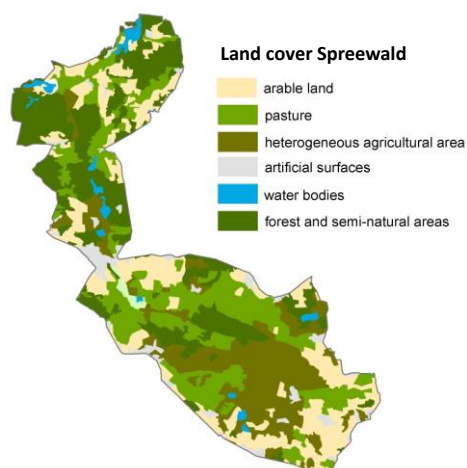 Land cover Spreewald
arable land
pasture
heterogeneous agricultural area
artificial surfaces
water bodies
forest and semi-natural areas